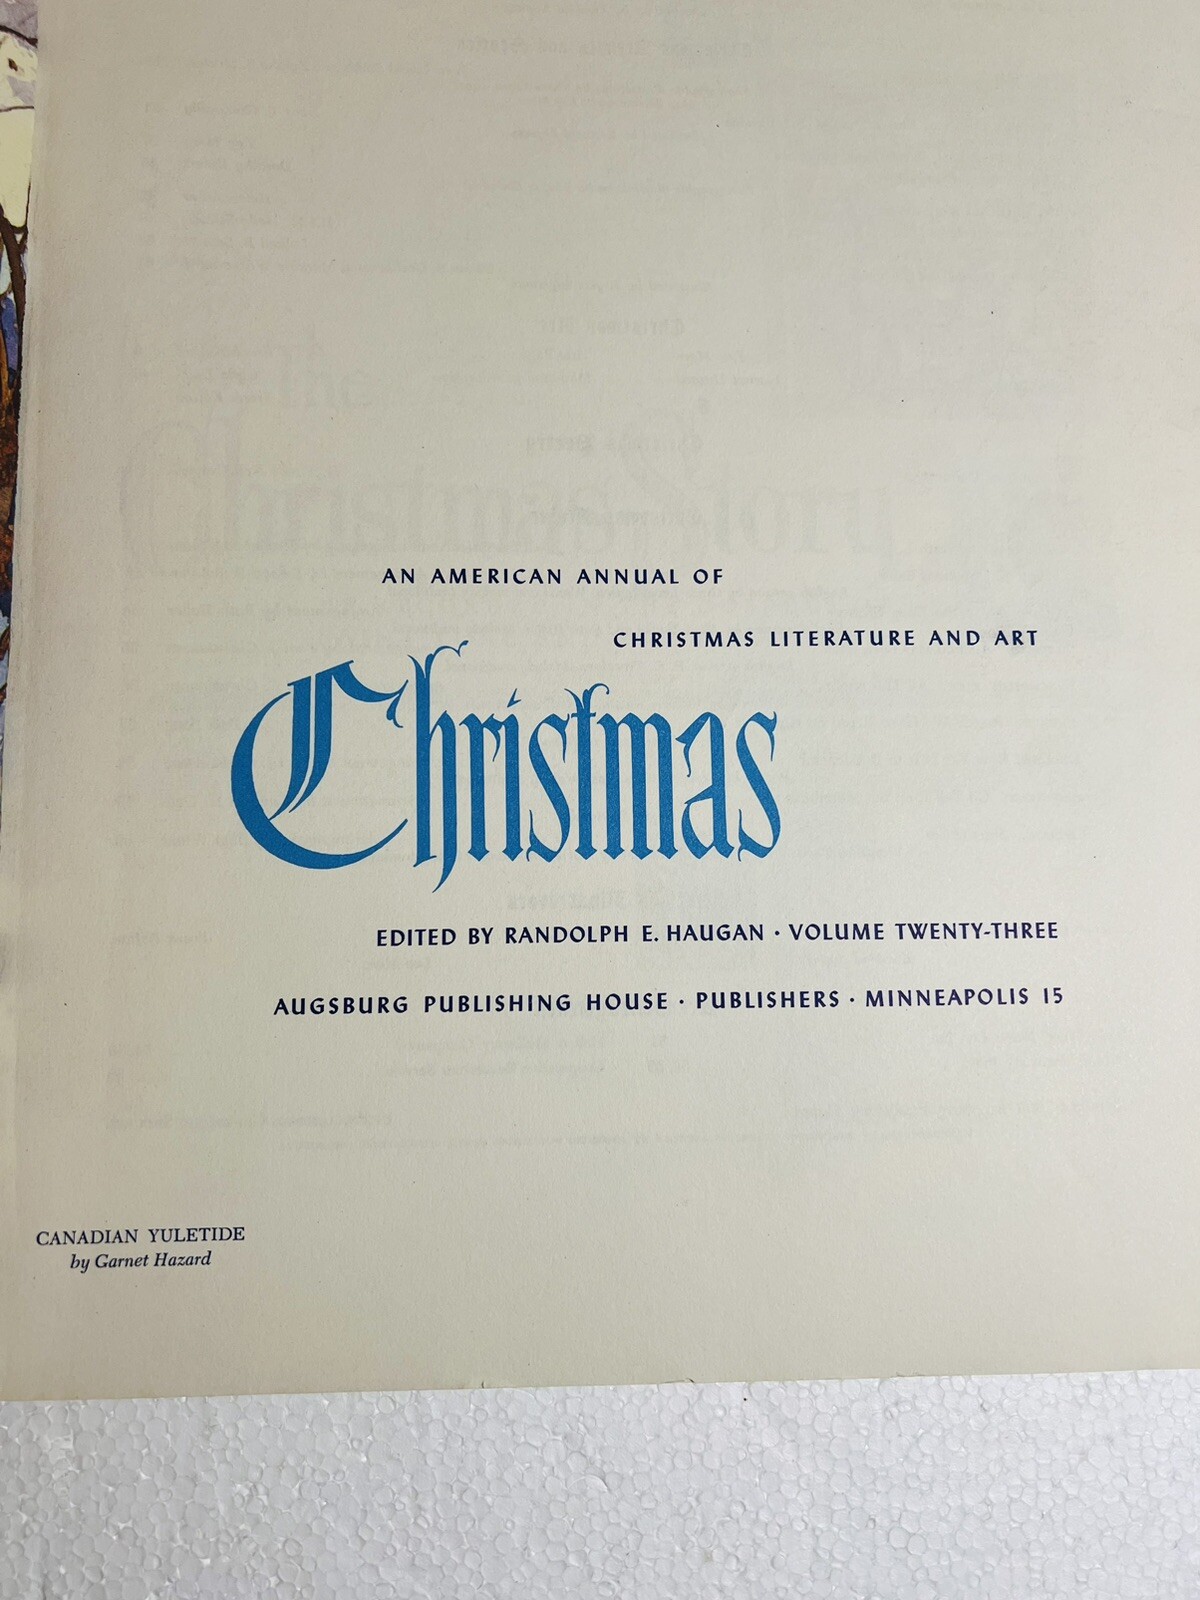 AN AMERICAN ANNUAL OF
CHRISTMAS LITERATURE AND ART
Christmas
EDITED BY RANDOLPH E. HAUGAN · VOLUME TWENTY-THREE
AUGSBURG PUBLISHING HOUSE · PUBLISHERS · MINNEAPOLIS 15
CANADIAN YULETIDE
by Garnet Hazard